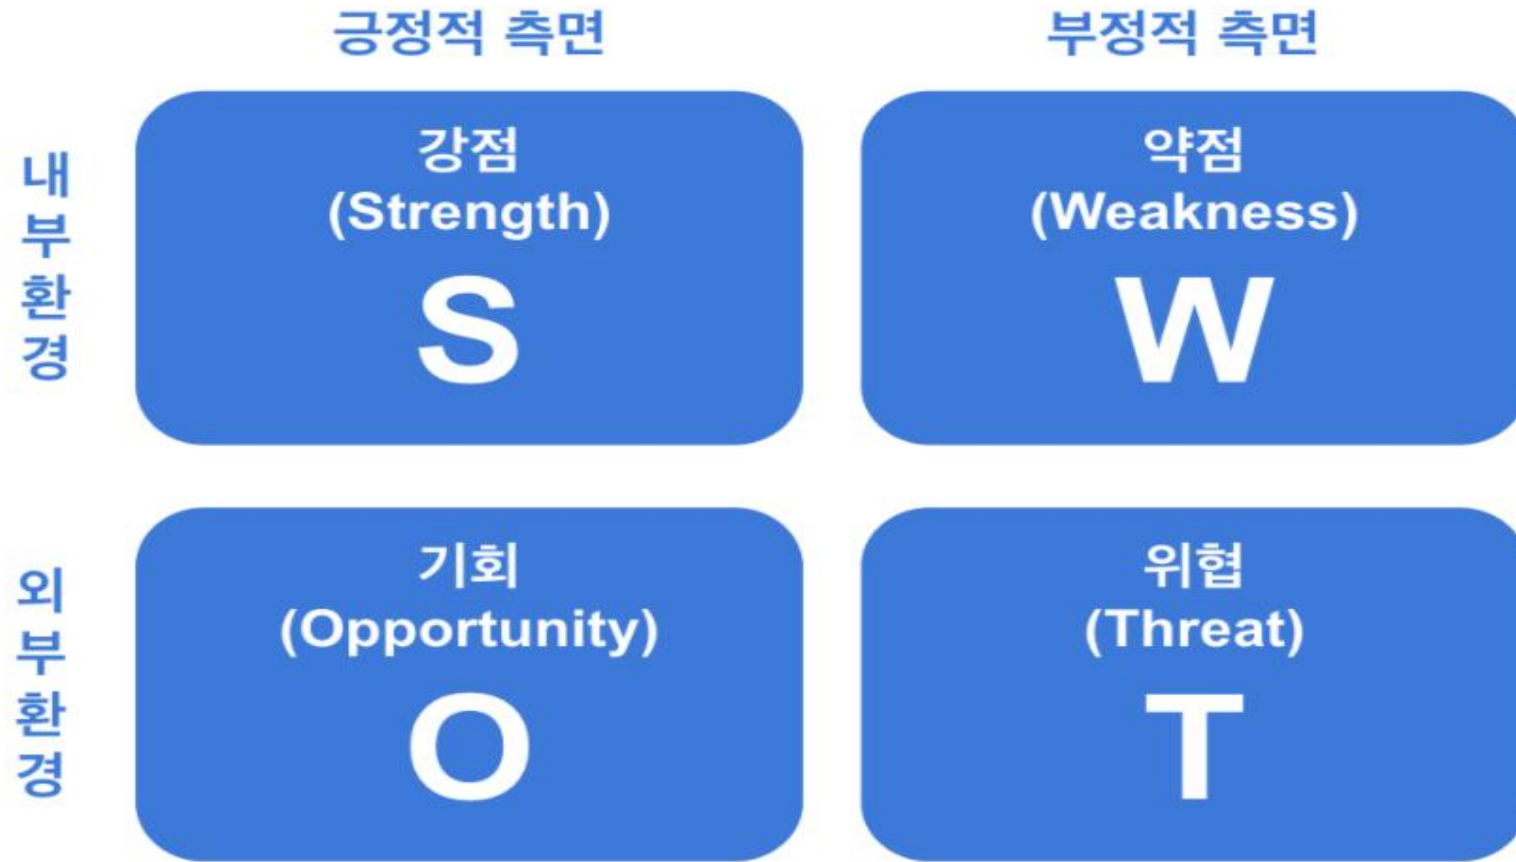 긍정적 측면
부정적 측면
내부환경
강점
(Strength)
S
약점
(Weakness)
W
외부환경
기회
(Opportunity)
O
위협
(Threat)
T